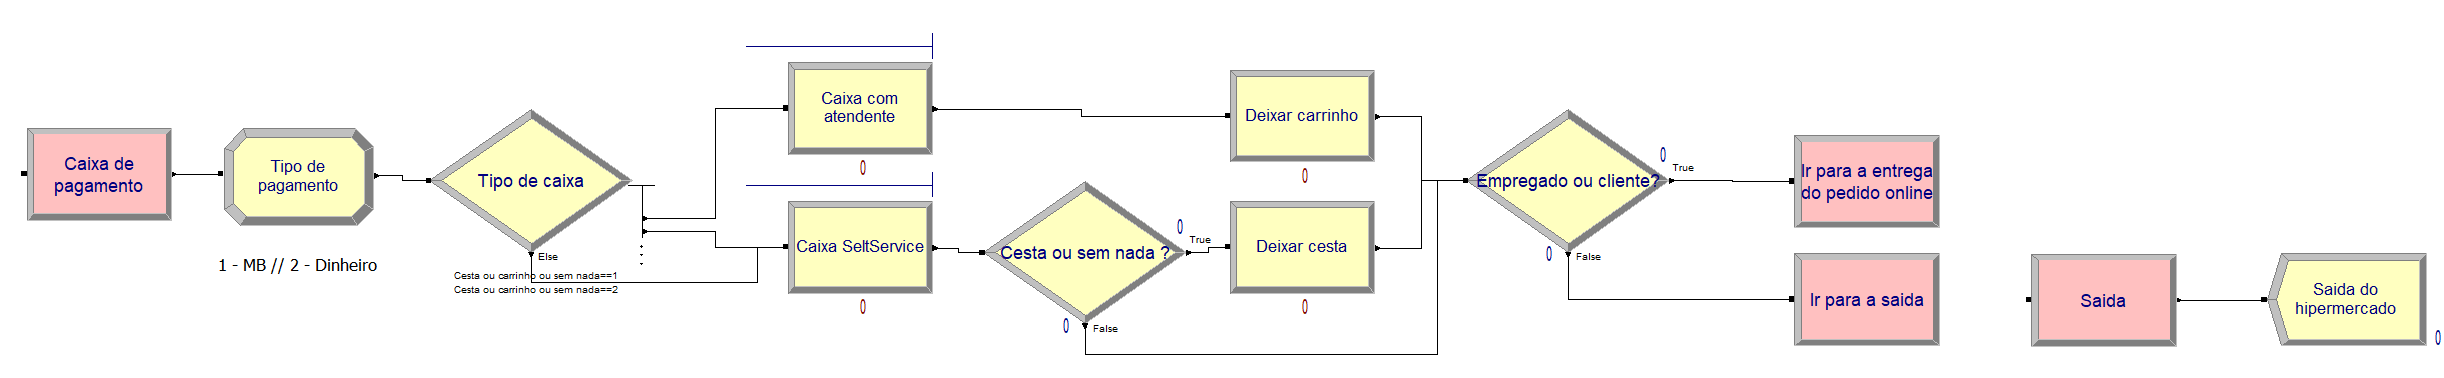 Caixa de
pagamento
Tipo de
pagamento
1 - MB // 2 - Dinheiro
Tipo de caixa
Else
Cesta ou carrinho ou sem nada==1
Cesta ou carrinho ou sem nada==2
Caixa com
atendente
0
Caixa SeltService
0
Cesta ou sem nada ?
0
True
0
False
Deixar carrinho
0
Deixar cesta
0
Empregado ou cliente?
0
True
0
False
Ir para a entrega
do pedido online
Ir para a saida
Saida
Saida do
hipermercado
0